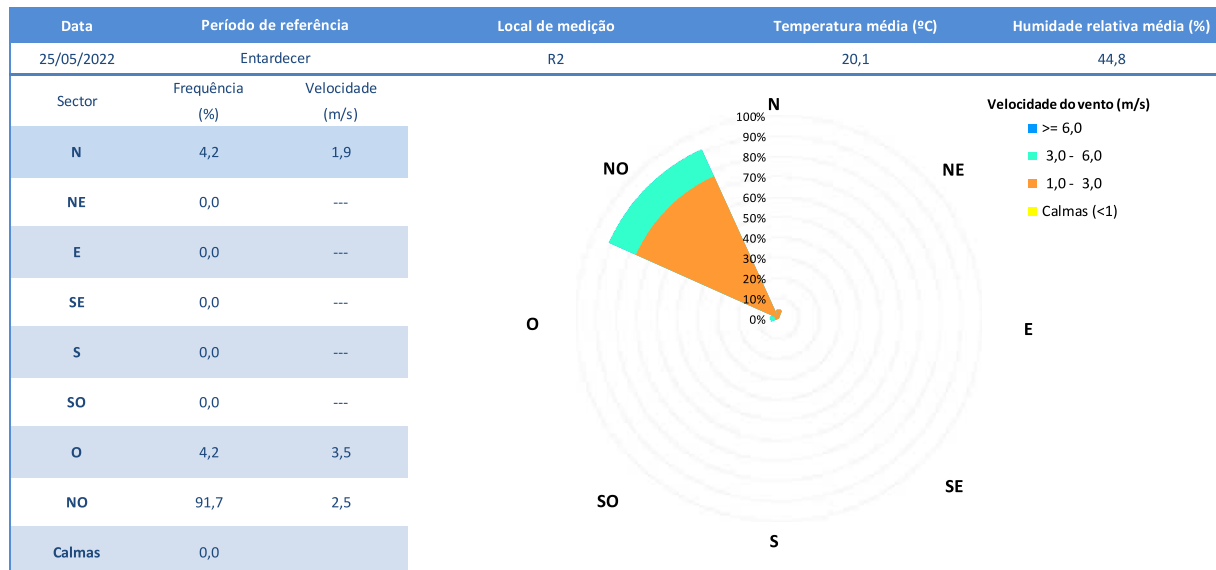 Data Período de referência Local de medição Temperatura média (ºC) Humidade relativa média (%)
25/05/2022 Entardecer R2 20,1 44,8
Sector Frequência (%) Velocidade (m/s)
N 4,2 1,9
NE 0,0 ---
E 0,0 ---
SE 0,0 ---
S 0,0 ---
SO 0,0 ---
O 4,2 3,5
NO 91,7 2,5
Calmas 0,0
N
NE
E
SE
S
SO
O
NO
100%
90%
80%
70%
60%
50%
40%
30%
20%
10%
0%
Velocidade do vento (m/s)
>= 6,0
3,0 - 6,0
1,0 - 3,0
Calmas (<1)